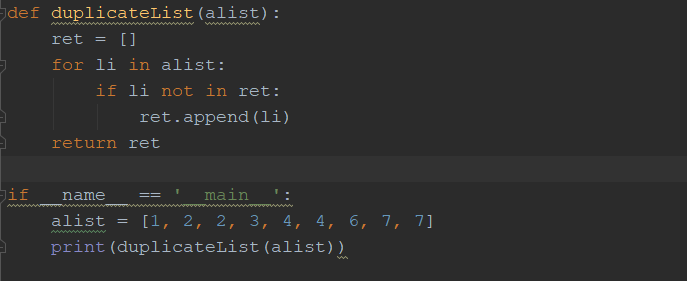 def duplicateList(alist):
    ret = []
    for li in alist:
        if li not in ret:
            ret.append(li)
    return ret
if __name__ == '__main__':
    alist = [1, 2, 2, 3, 4, 4, 6, 7, 7]
    print(duplicateList(alist))